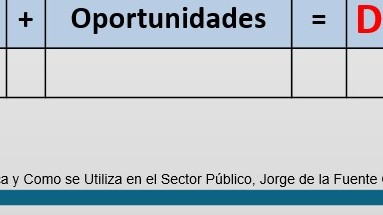 + Oportunidades = D
a y Como se Utiliza en el Sector Público, Jorge de la Fuente